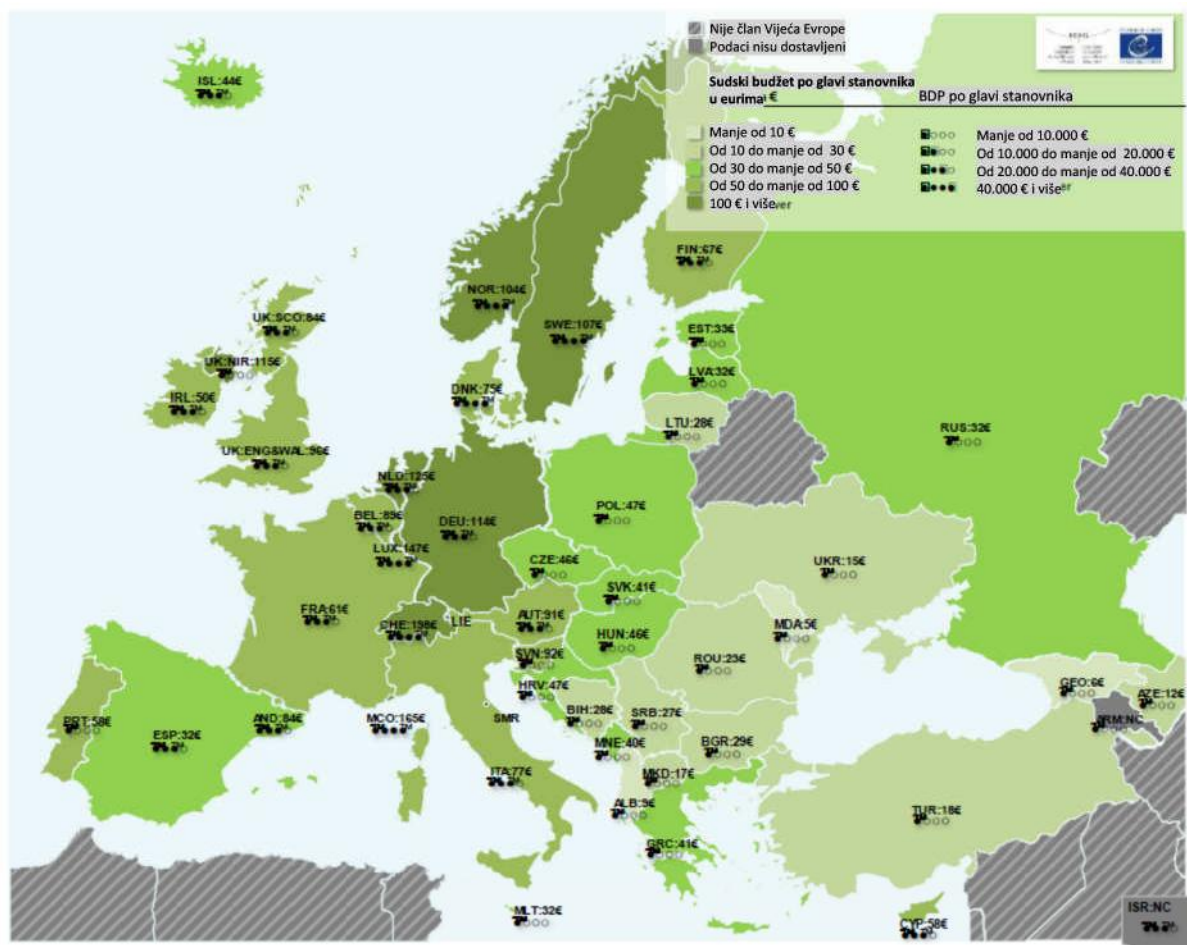 Nije član Vijeća Evrope
Podaci nisu dostavljeni
Sudski budžet po glavi stanovnika
u eurima €
BDP po glavi stanovnika
Manje od 10 €
Od 10 do manje od 30 €
Od 30 do manje od 50 €
Od 50 do manje od 100 €
100 € i više
Manje od 10.000 €
Od 10.000 do manje od 20.000 €
Od 20.000 do manje od 40.000 €
40.000 € i više
ISL:44€
FIN:67€
NOR:104€
SWE:107€
UK:SCO:84€
EST:33€
UK:NIR:115€
LVA:32€
DNK:75€
IRL:50€
LTU:28€
RUS:32€
UK:ENG&WAL:96€
NLD:125€
POL:47€
BEL:89€
DEU:114€
LUX:147€
CZE:46€
UKR:15€
SVK:41€
FRA:61€
CHE:198€
LIE
AUT:91€
HUN:46€
MDA:5€
SVN:92€
ROU:23€
HRV:47€
GEO:6€
AZE:12€
PRT:58€
AND:84€
MCO:165€
SMR
BIH:28€
SRB:27€
ARM:NC
ESP:32€
MNE:40€
BGR:29€
ITA:77€
MKD:17€
ALB:9€
TUR:18€
GRC:41€
MLT:32€
CYP:58€
ISR:NC